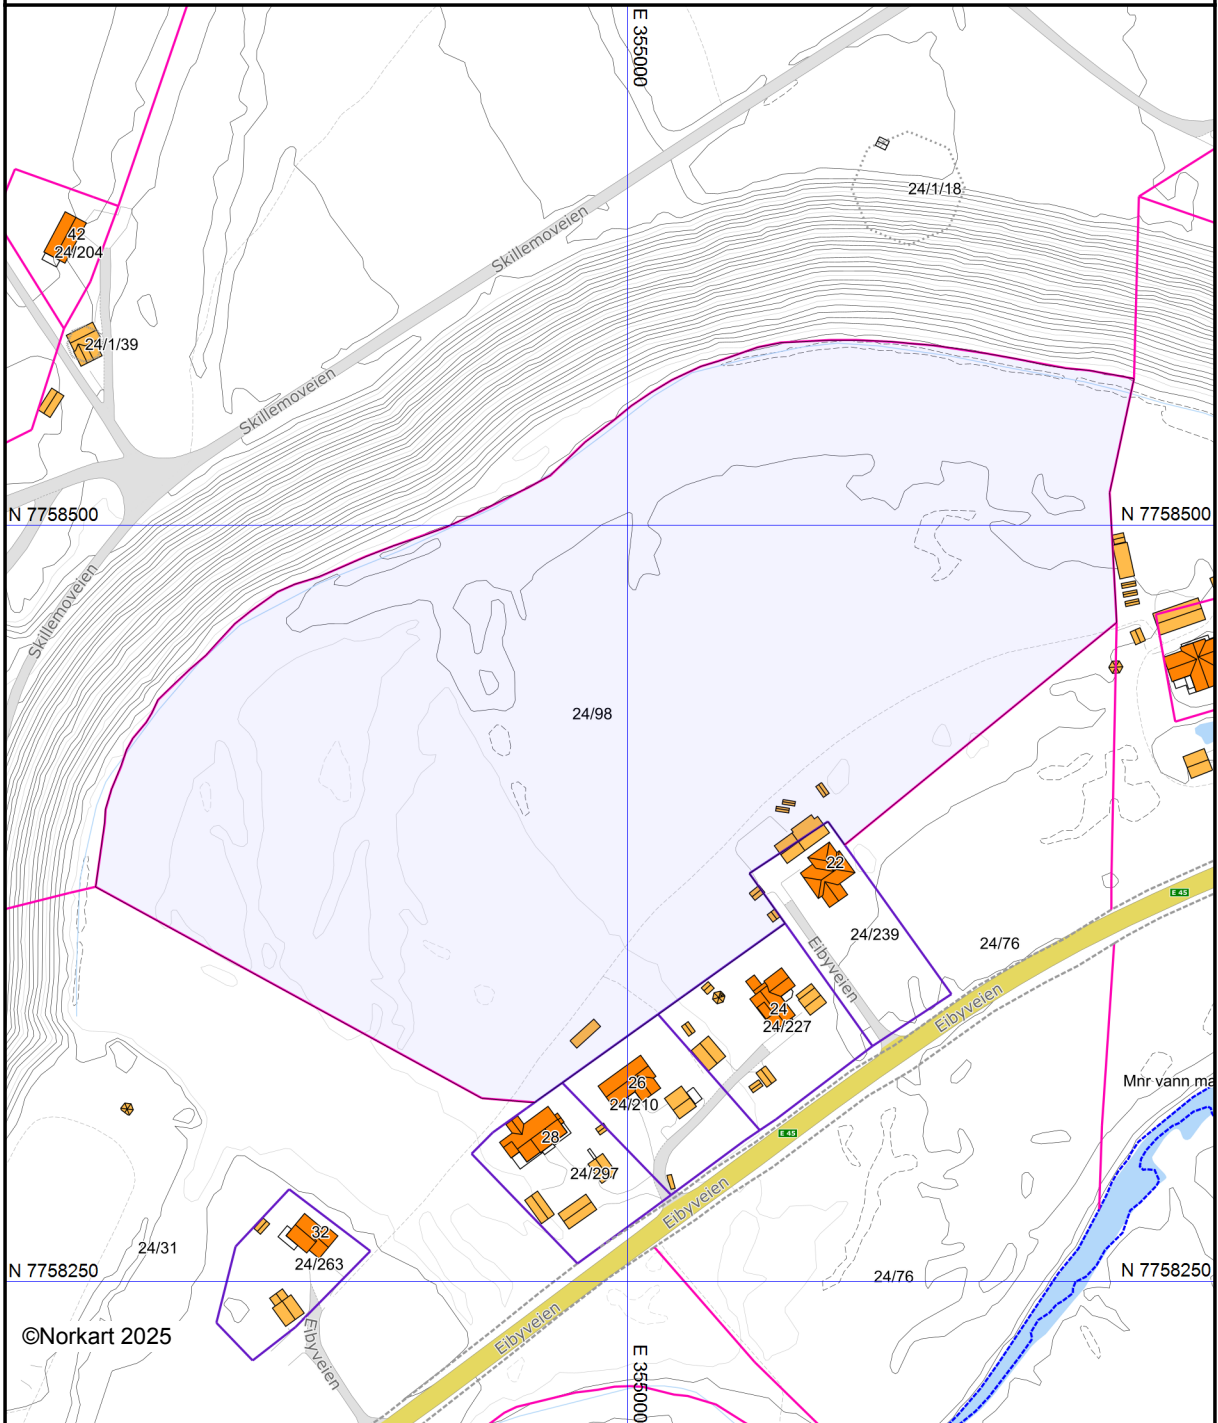 E 355000
24/1/18
Skillemoveien
42
24/204
24/1/39
Skillemoveien
N 7758500
N 7758500
Skillemoveien
24/98
22
E 45
24/239
24/76
Eibyveien
Eibyveien
24
24/227
26
24/210
Mnr vann ma
E 45
28
24/297
Eibyveien
32
24/263
24/31
N 7758250
N 7758250
24/76
Eibyveien
Eibyveien
©Norkart 2025
E 355000